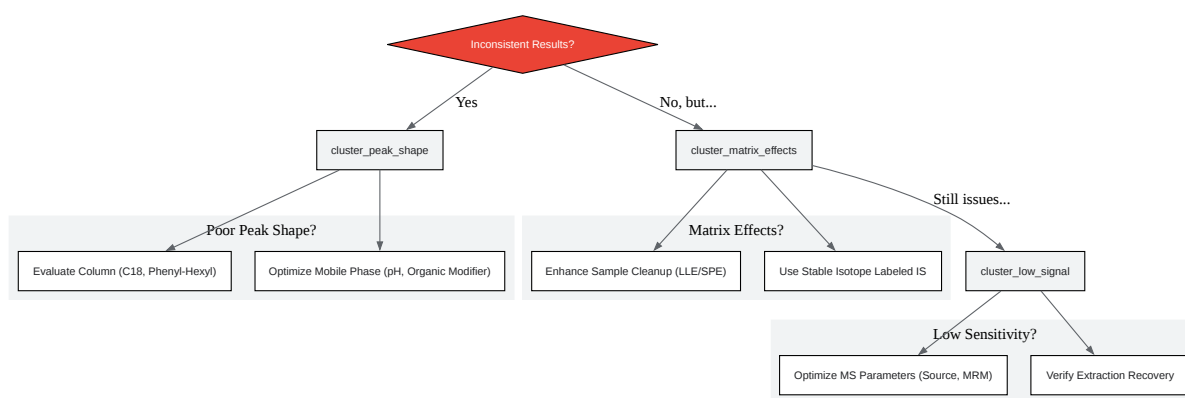 Inconsistent Results?
Yes
No, but...
cluster_peak_shape
cluster_matrix_effects
Still issues...
Poor Peak Shape?
Matrix Effects?
Evaluate Column (C18, Phenyl-Hexyl)
Optimize Mobile Phase (pH, Organic Modifier)
Enhance Sample Cleanup (LLE/SPE)
Use Stable Isotope Labeled IS
cluster_low_signal
Low Sensitivity?
Optimize MS Parameters (Source, MRM)
Verify Extraction Recovery